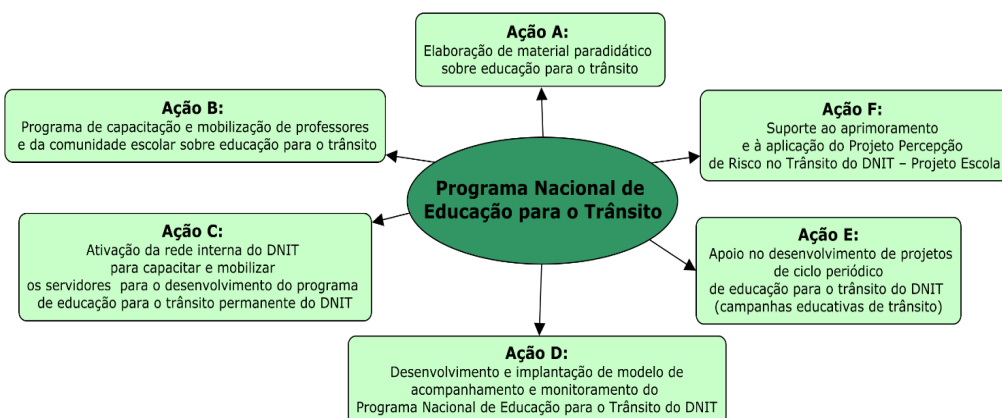 Ação A:
Elaboração de material paradidático
sobre educação para o trânsito
Ação B:
Programa de capacitação e mobilização de professores
e da comunidade escolar sobre educação para o trânsito
Ação F:
Suporte ao aprimoramento
e à aplicação do Projeto Percepção
de Risco no Trânsito do DNIT – Projeto Escola
Programa Nacional de
Educação para o Trânsito
Ação C:
Ativação da rede interna do DNIT
para capacitar e mobilizar
os servidores para o desenvolvimento do programa
de educação para o trânsito permanente do DNIT
Ação E:
Apoio no desenvolvimento de projetos
de ciclo periódico
de educação para o trânsito do DNIT
(campanhas educativas de trânsito)
Ação D:
Desenvolvimento e implantação de modelo de
acompanhamento e monitoramento do
Programa Nacional de Educação para o Trânsito do DNIT